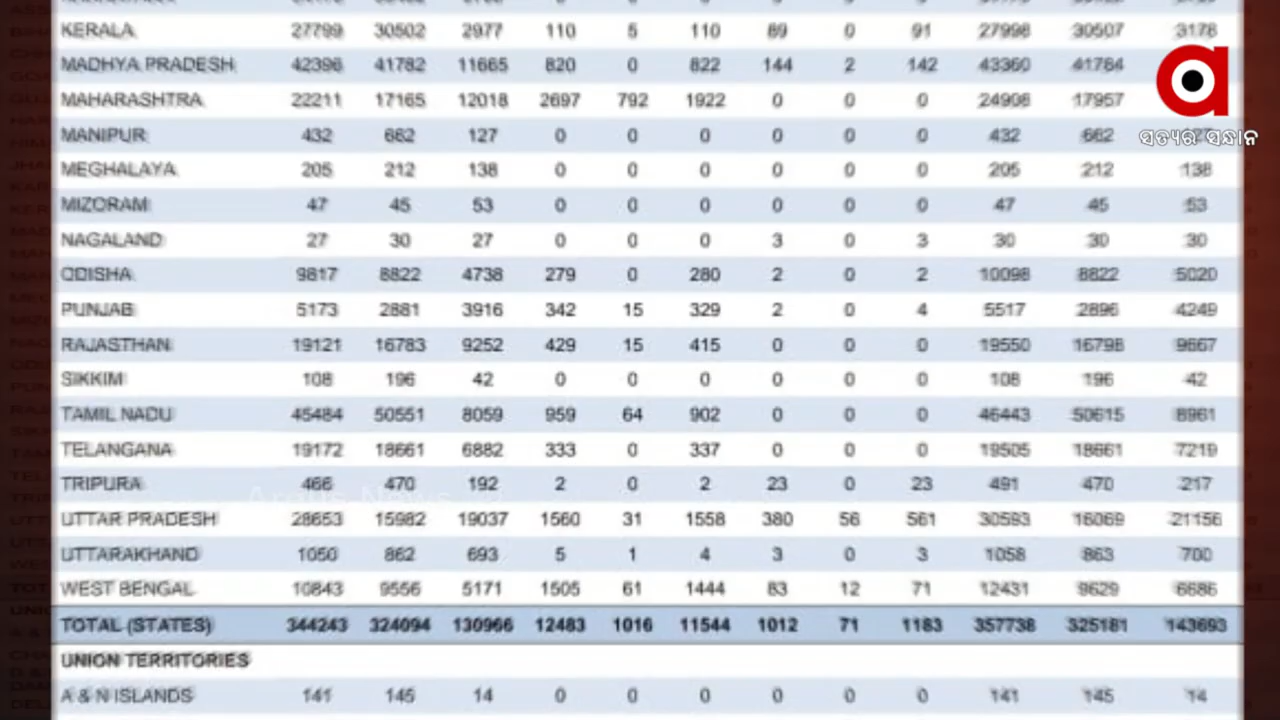 KERALA 27799 30502 2977 110 5 110 89 0 91 27998 30507 3178
MADHYA PRADESH 42396 41782 11665 820 0 822 144 2 142 43360 41784
MAHARASHTRA 22211 17165 12018 2697 792 1922 0 0 0 24908 17957
ସତ୍ୟର ସନ୍ଧାନ
MANIPUR 432 662 127 0 0 0 0 0 0 432 662
MEGHALAYA 205 212 138 0 0 0 0 0 0 205 212 138
MIZORAM 47 45 53 0 0 0 0 0 0 47 45 53
NAGALAND 27 30 27 0 0 0 3 0 3 30 30 30
ODISHA 9817 8822 4738 279 0 280 2 0 2 10098 8822 5020
PUNJAB 5173 2881 3916 342 15 329 2 0 4 5517 2896 4249
RAJASTHAN 19121 16783 9252 429 15 415 0 0 0 19550 16798 9667
SIKKIM 108 196 42 0 0 0 0 0 0 108 196 42
TAMIL NADU 45484 50551 8059 959 64 902 0 0 0 46443 50615 8961
TELANGANA 19172 18661 6882 333 0 337 0 0 0 19505 18661 7219
TRIPURA 466 470 192 2 0 2 23 0 23 491 470 217
Argus News
UTTAR PRADESH 28653 15982 19037 1560 31 1558 380 56 561 30593 16069 21156
UTTARAKHAND 1050 862 693 5 1 4 3 0 3 1058 863 700
WEST BENGAL 10843 9556 5171 1505 61 1444 83 12 71 12431 9629 6686
TOTAL (STATES) 344243 324094 130966 12483 1016 11544 1012 71 1183 357738 325181 143693
UNION TERRITORIES
A & N ISLANDS 141 145 14 0 0 0 0 0 0 141 145 14